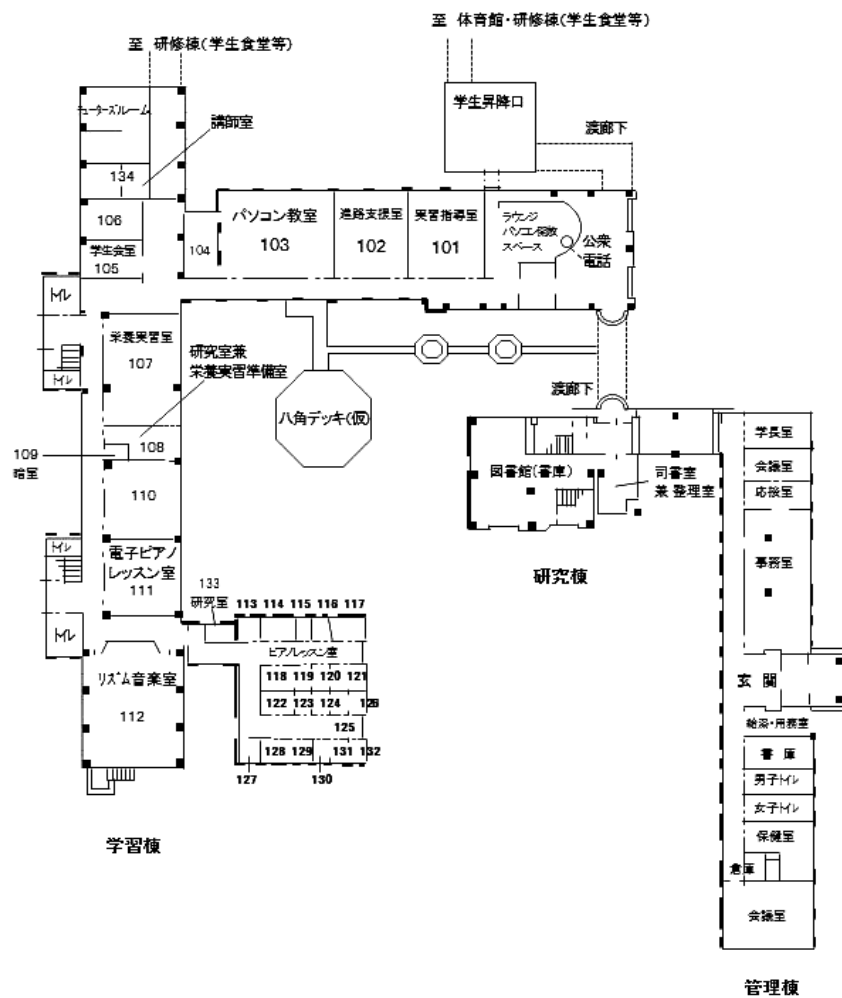 至 体育館・研修棟(学生食堂等)
至 研修棟(学生食堂等)
学生昇降口
チューターズルーム
講師室
渡廊下
134
106
学生会室
105
104
パソコン教室
103
進路支援室
102
実習指導室
101
ラウンジ
スペース
公衆
電話
トイレ
トイレ
栄養実習室
107
研究室兼
栄養実習準備室
八角デッキ(仮)
渡廊下
108
109
暗室
110
図書館(書庫)
司書室
兼 整理室
研究棟
学長室
会議室
応接室
事務室
トイレ
電子ピアノ
レッスン室
111
トイレ
133
研究室
113 114 115 116 117
ピアノレッスン室
118 119 120 121
122 123 124 126
125
128 129 131 132
127 130
リズム音楽室
112
学習棟
玄 関
給湯・用務室
書 庫
男子トイレ
女子トイレ
保健室
倉庫
会議室
管理棟